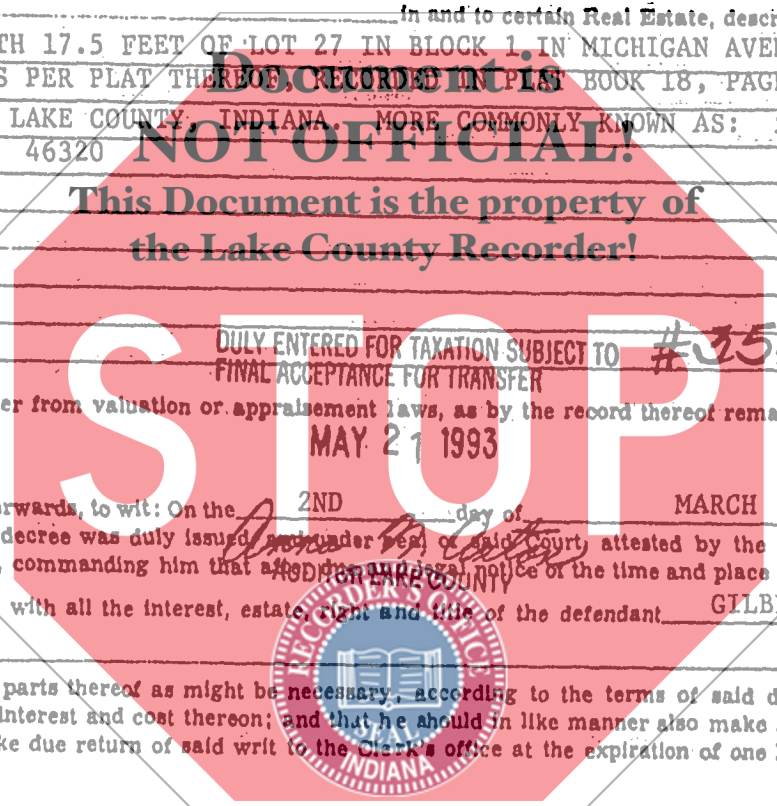 in and to certain Real Estate, desci
TH 17.5 FEET OF LOT 27 IN BLOCK 1 IN MICHIGAN AVE
S PER PLAT THEREOF, RECORDED IN PLAT BOOK 18, PAG
Document is
LAKE COUNTY, INDIANA. MORE COMMONLY KNOWN AS:
46320
NOT OFFICIAL!
This Document is the property of
the Lake County Recorder!
STOP
DULY ENTERED FOR TAXATION SUBJECT TO
FINAL ACCEPTANCE FOR TRANSFER
#35
er from valuation or appraisement laws, as by the record thereof rema
MAY 21 1993
erwards, to wit: On the 2ND day of MARCH
decree was duly issued, and under seal of said Court, attested by the
commanding him that after due and legal notice of the time and place
AUDITOR LAKE COUNTY
with all the interest, estate, right and title of the defendant GILB
RECORDER'S OFFICE
SEAL
INDIANA
parts thereof as might be necessary, according to the terms of said d
interest and cost thereon; and that he should in like manner also make
ke due return of said writ to the Clerk's office at the expiration of one